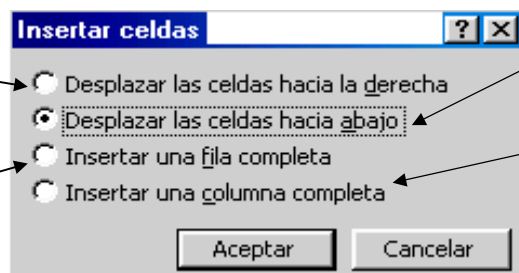 Insertar celdas
Desplazar las celdas hacia la derecha
Desplazar las celdas hacia abajo
Insertar una fila completa
Insertar una columna completa
Aceptar Cancelar